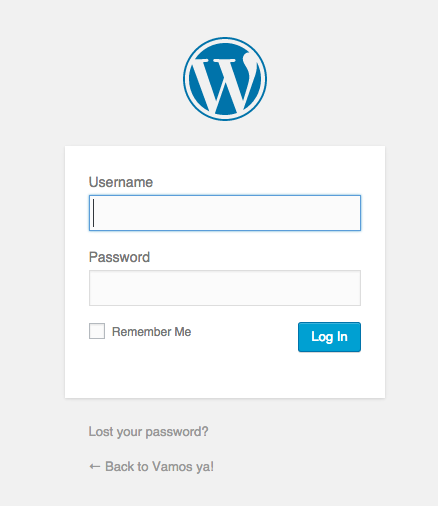 Username
Password
Remember Me
Log In
Lost your password?
← Back to Vamos ya!